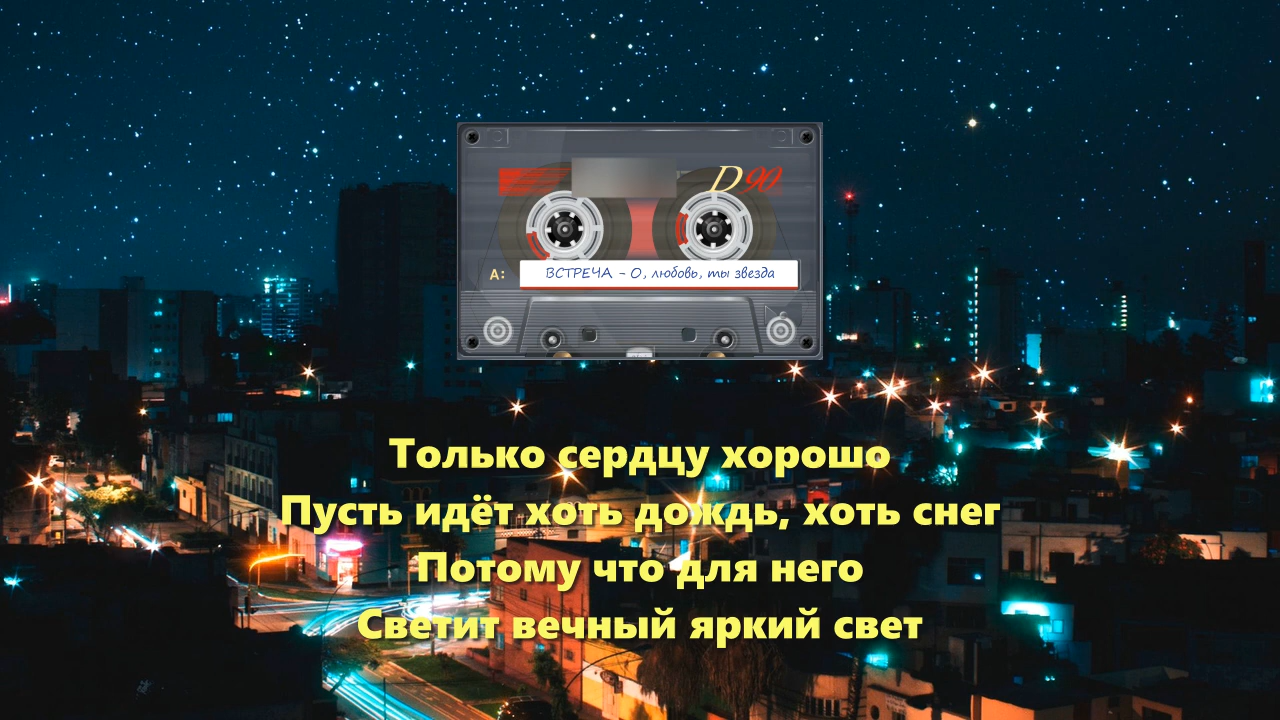 D90
A:
ВСТРЕЧА - О, любовь, ты звезда
Только сердцу хорошо
Пусть идёт хоть дождь, хоть снег
Потому что для него
Светит вечный яркий свет